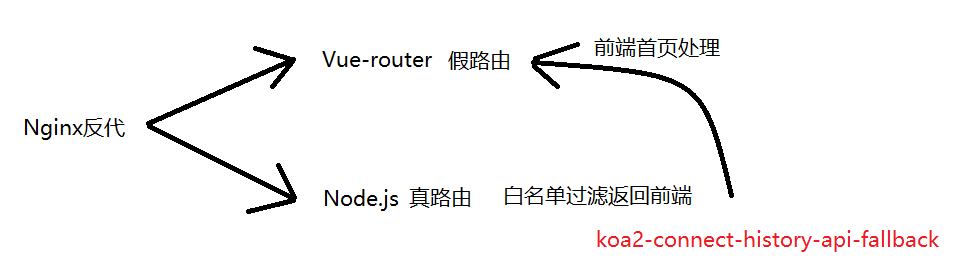 前端首页处理
Vue-router 假路由
Nginx反代
Node.js 真路由 白名单过滤返回前端
koa2-connect-history-api-fallback